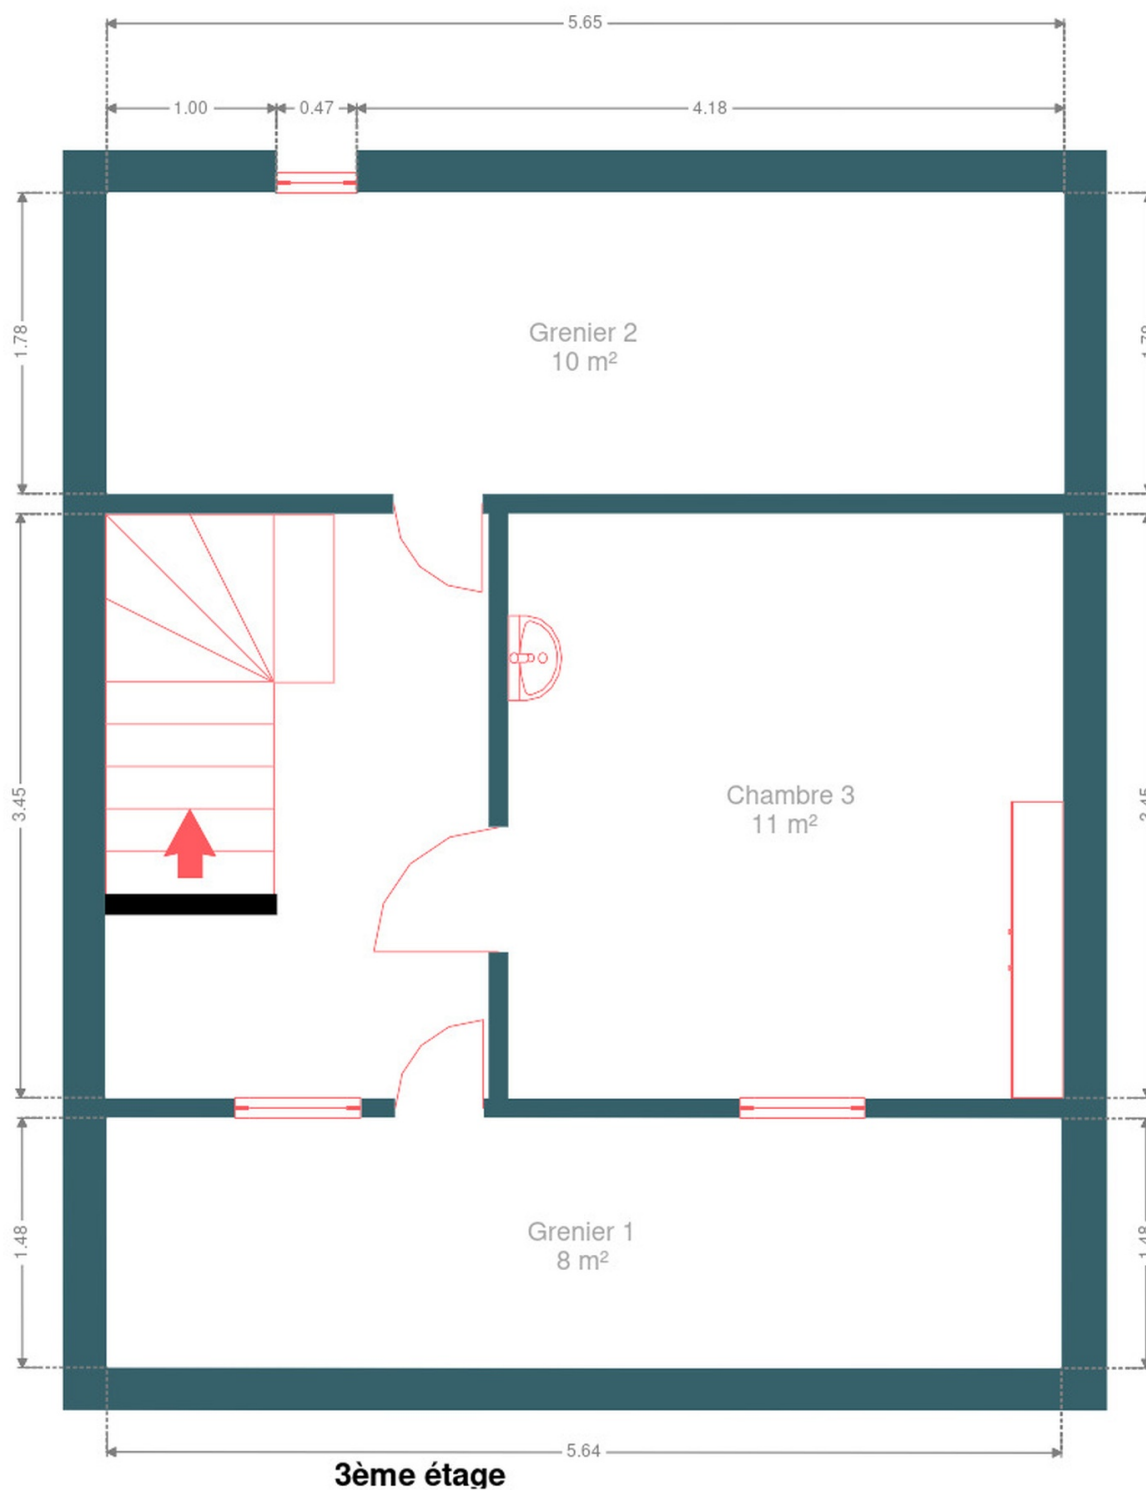 5.65
1.00
0.47
4.18
1.78
Grenier 2
10 m²
3.45
Chambre 3
11 m²
1.48
Grenier 1
8 m²
5.64
3ème étage